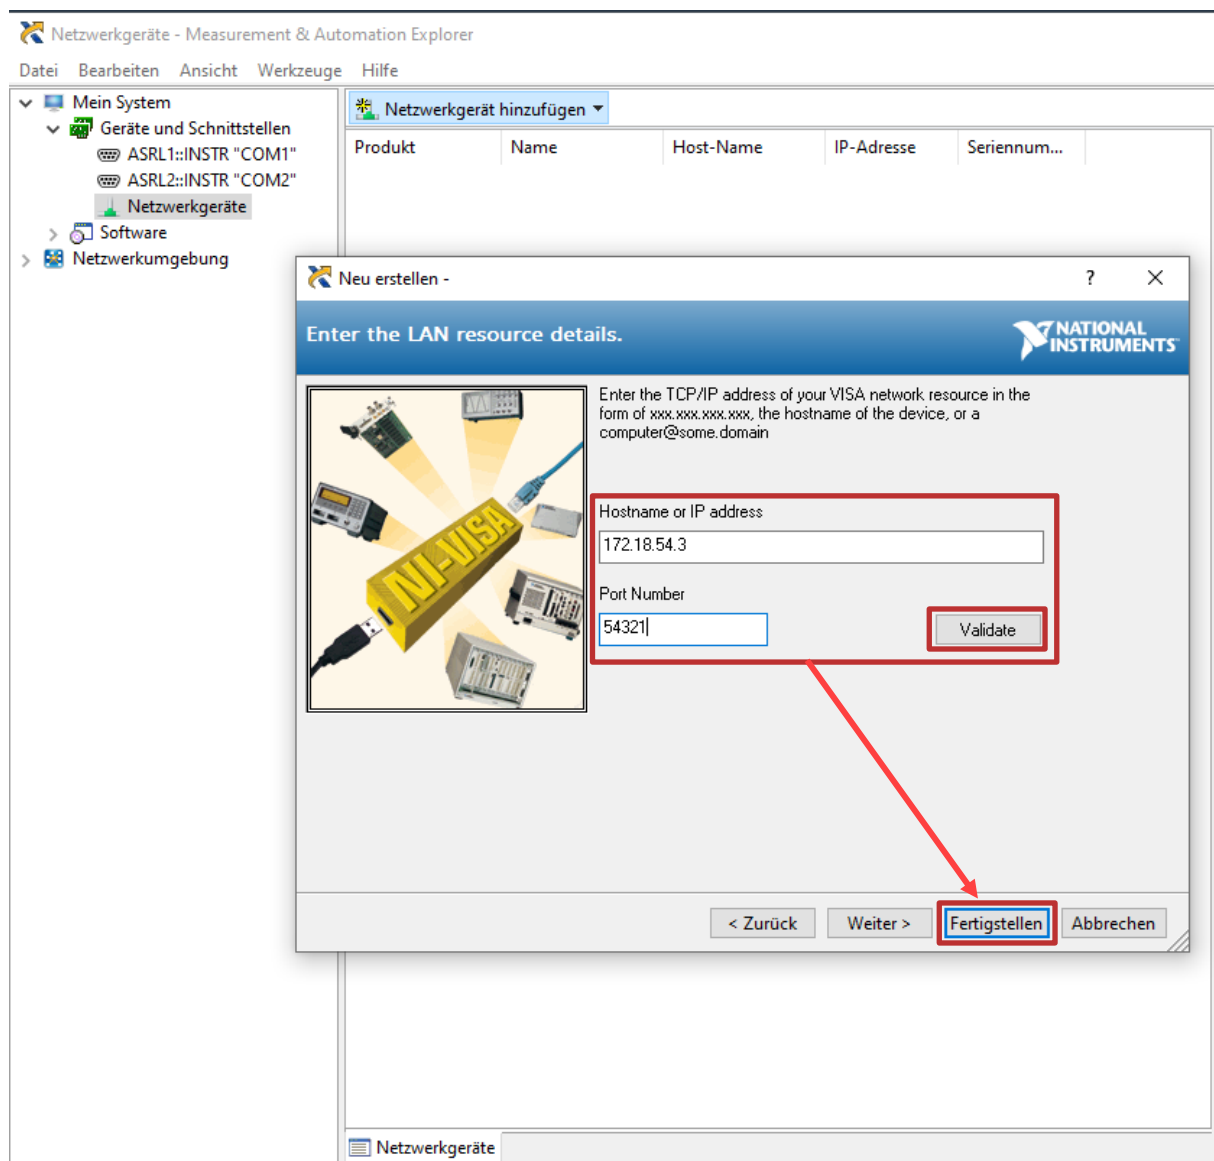 Netzwerkgeräte - Measurement & Automation Explorer
Datei Bearbeiten Ansicht Werkzeuge Hilfe
Mein System
Geräte und Schnittstellen
ASRL1::INSTR "COM1"
ASRL2::INSTR "COM2"
Netzwerkgeräte
Software
Netzwerkumgebung
Netzwerkgerät hinzufügen
Produkt Name Host-Name IP-Adresse Seriennum...
Neu erstellen -
? 
Enter the LAN resource details.
NATIONAL
INSTRUMENTS
NI-VISA
Enter the TCP/IP address of your VISA network resource in the
form of xxx.xxx.xxx.xxx, the hostname of the device, or a
computer@some.domain
Hostname or IP address
172.18.54.3
Port Number
54321
Validate
< Zurück Weiter > Fertigstellen Abbrechen
Netzwerkgeräte